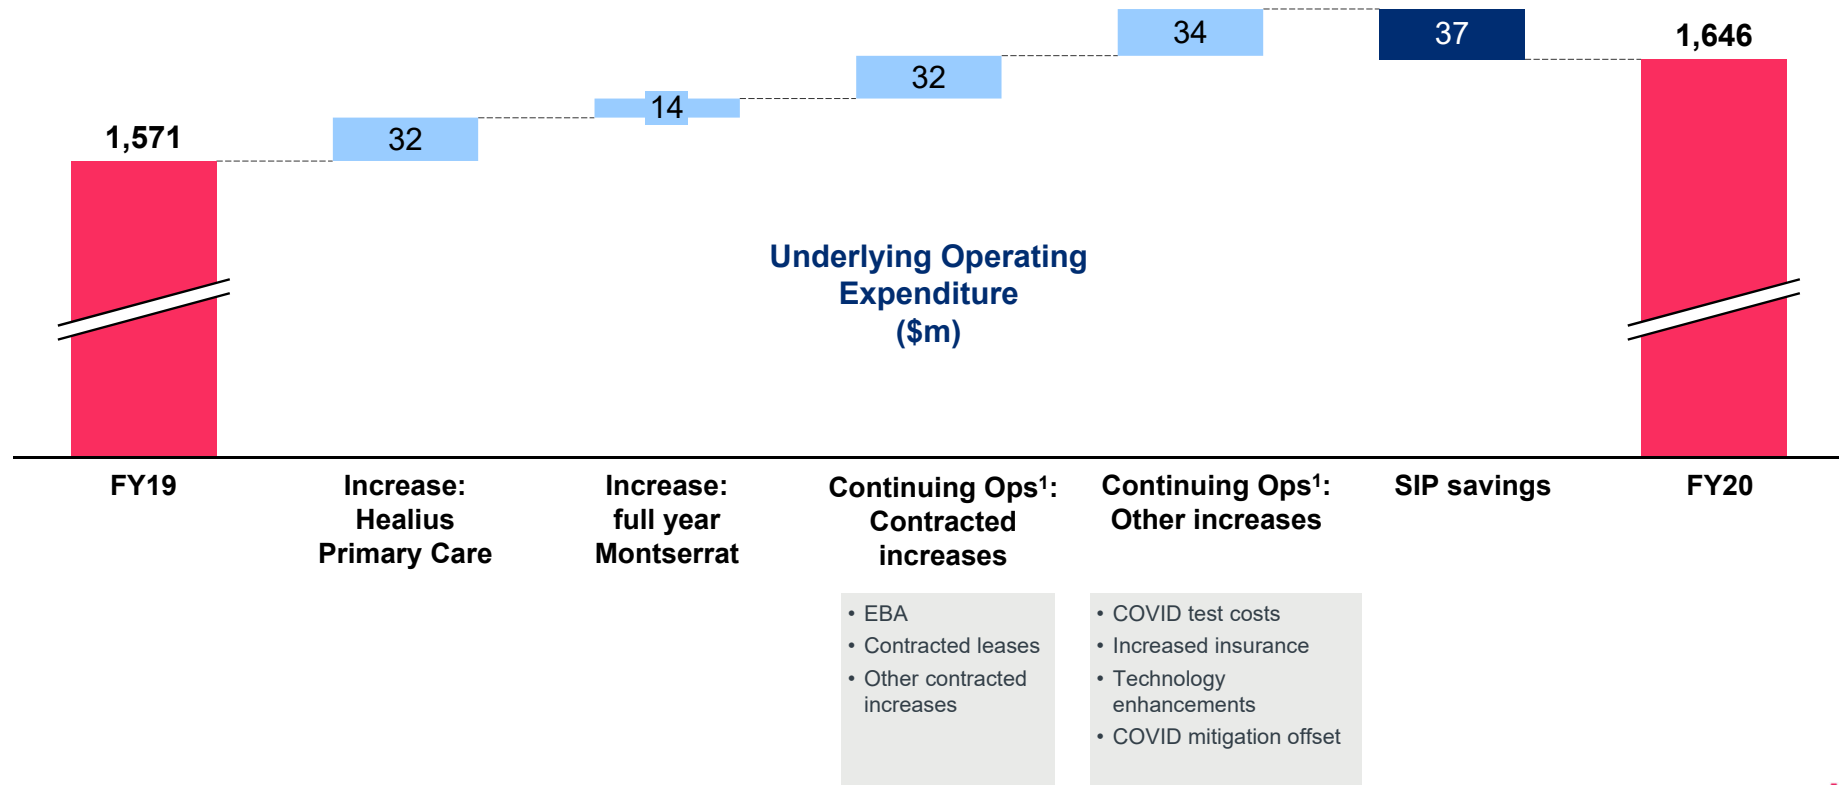 34
37
1,646
32
14
1,571
32
Underlying Operating
Expenditure
($m)
FY19
Increase:
Healius
Primary Care
Increase:
full year
Montserrat
Continuing Ops¹:
Contracted
increases
Continuing Ops¹:
Other increases
SIP savings
FY20
• EBA
• Contracted leases
• Other contracted
increases
• COVID test costs
• Increased insurance
• Technology
enhancements
• COVID mitigation offset